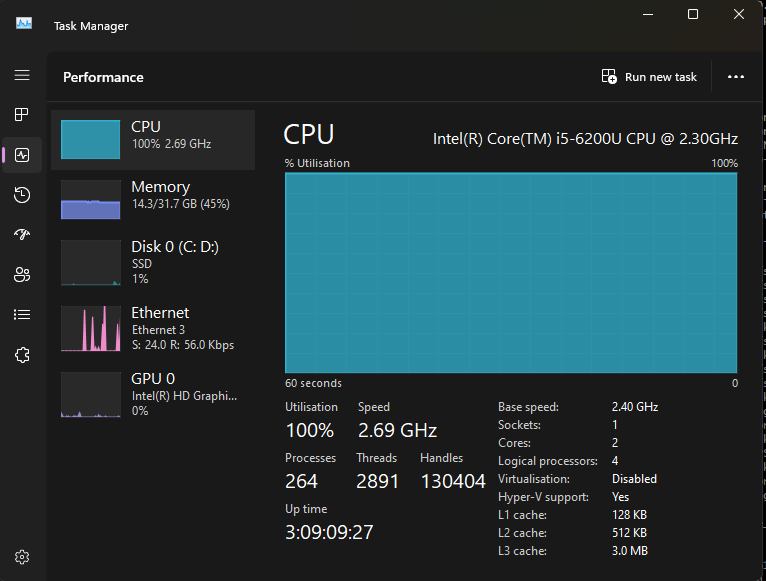 Task Manager
Performance
Run new task
CPU
100% 2.69 GHz
Memory
14.3/31.7 GB (45%)
Disk 0 (C: D:)
SSD
1%
Ethernet
Ethernet 3
S: 24.0 R: 56.0 Kbps
GPU 0
Intel(R) HD Graphi...
0%
CPU
Intel(R) Core(TM) i5-6200U CPU @ 2.30GHz
% Utilisation 100%
60 seconds 0
Utilisation Speed
100% 2.69 GHz
Processes Threads Handles
264 2891 130404
Up time
3:09:09:27
Base speed: 2.40 GHz
Sockets: 1
Cores: 2
Logical processors: 4
Virtualisation: Disabled
Hyper-V support: Yes
L1 cache: 128 KB
L2 cache: 512 KB
L3 cache: 3.0 MB